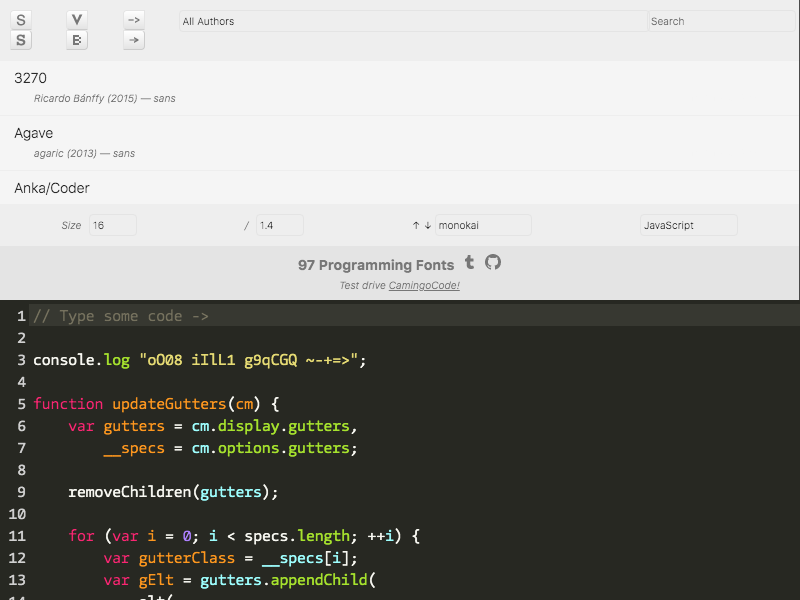 S V -> All Authors Search
S B →
3270
Ricardo Bánffy (2015) — sans
Agave
agaric (2013) — sans
Anka/Coder
Size 16 / 1.4 ↑ ↓ monokai JavaScript
97 Programming Fonts
Test drive CamingoCode!
1 // Type some code ->
2
3 console.log "oO08 iIlL1 g9qCGQ ~-+=>";
4
5 function updateGutters(cm) {
6 var gutters = cm.display.gutters,
7 __specs = cm.options.gutters;
8
9 removeChildren(gutters);
10
11 for (var i = 0; i < specs.length; ++i) {
12 var gutterClass = __specs[i];
13 var gElt = gutters.appendChild(